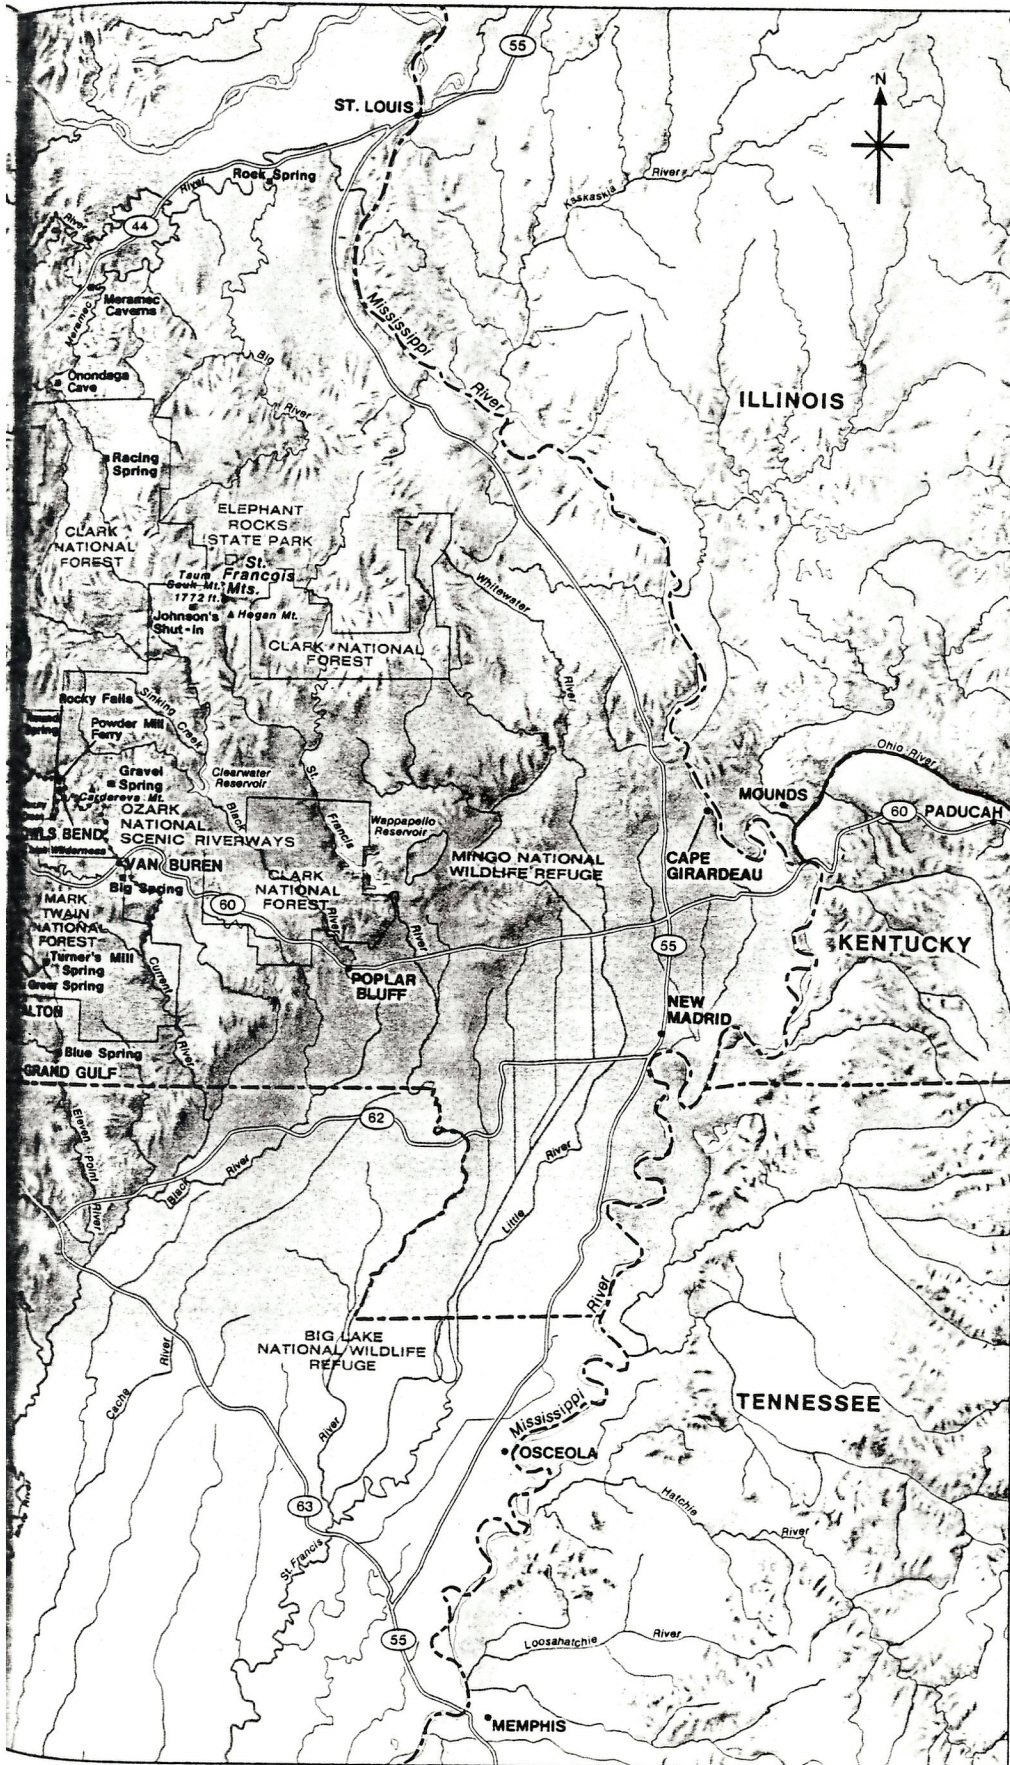 55
N
ST. LOUIS
Rock Spring
River
River
Kaskaskia
River
44
Meramec
Caverns
Meramec
Mississippi
River
Big
River
Onondaga
Cave
ILLINOIS
Racing
Spring
ELEPHANT
ROCKS
STATE PARK
CLARK
NATIONAL
FOREST
St.
Francois
Mts.
Taum
Sauk Mt.
1772 ft.
Whitewater
River
Johnson's
Shut-in
Hogan Mt.
CLARK NATIONAL
FOREST
Rocky Falls
Sinking Creek
Powder Mill
Ferry
Spring
Gravel
Spring
Cardareva Mt.
Clearwater
Reservoir
Black
St.
Francis
River
Wappapello
Reservoir
River
Ohio River
MOUNDS
60
PADUCAH
OZARK
NATIONAL
SCENIC RIVERWAYS
BEND
Wilderness
VAN BUREN
Big Spring
CLARK
NATIONAL
FOREST
MINGO NATIONAL
WILDLIFE REFUGE
CAPE
GIRARDEAU
MARK
TWAIN
NATIONAL
FOREST
60
Turner's Mill
Spring
Greer Spring
Current
River
POPLAR
BLUFF
55
KENTUCKY
NEW
MADRID
ALTON
Blue Spring
GRAND GULF
62
Eleven Point
River
Black
River
Little
River
River
BIG LAKE
NATIONAL WILDLIFE
REFUGE
Cache
River
River
Mississippi
TENNESSEE
OSCEOLA
Hatchie
River
63
St. Francis
55
Loosahatchie
River
MEMPHIS